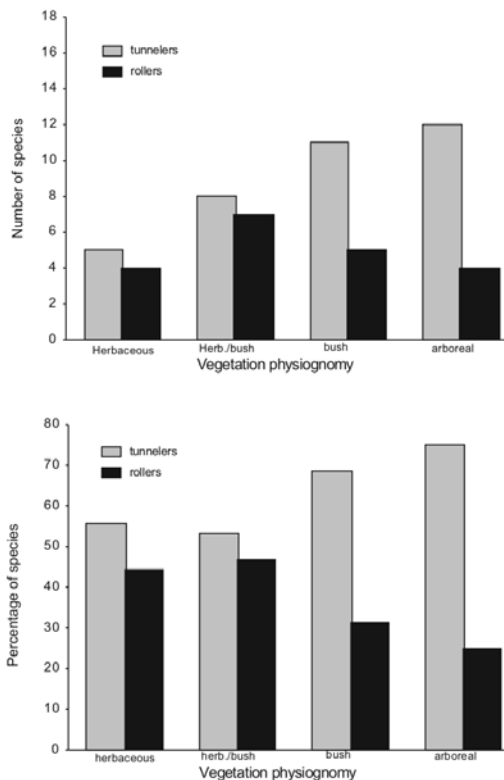 18
16
14
12
10
8
6
4
2
0
Number of species
tunnelers
rollers
Herbaceous
Herb./bush
bush
arboreal
Vegetation physiognomy
80
70
60
50
40
30
20
10
0
Percentage of species
tunnelers
rollers
herbaceous
herb./bush
bush
arboreal
Vegetation physiognomy